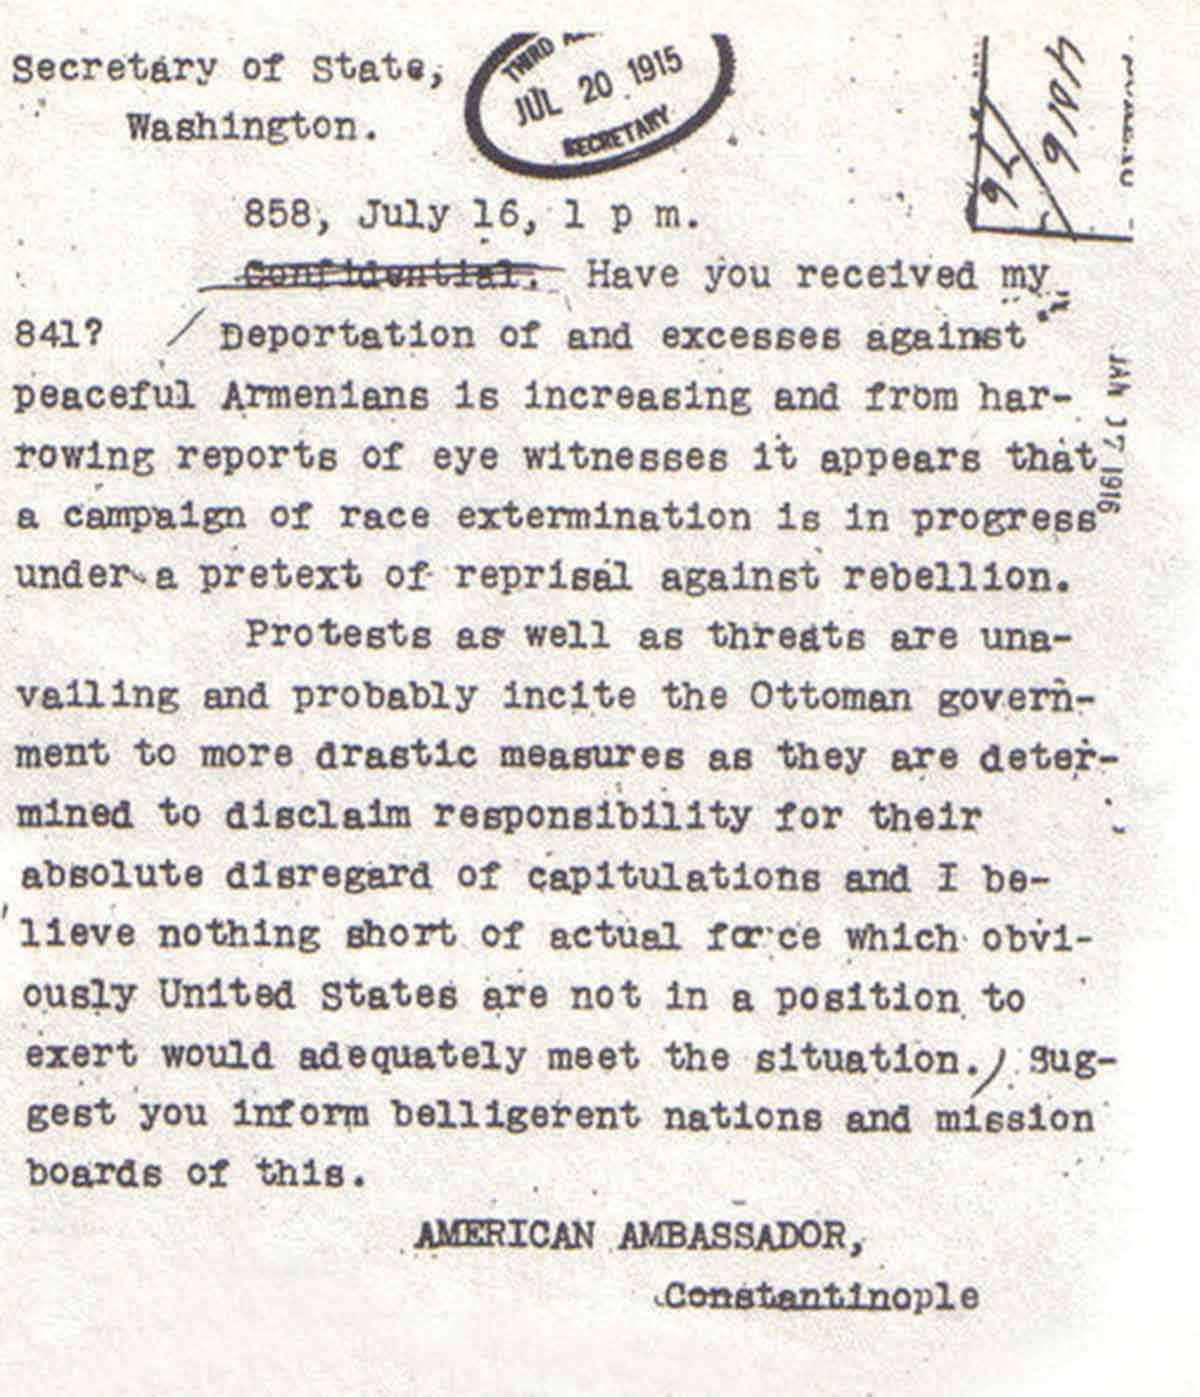 Secretary of State,
Washington.
THIRD
JUL 20 1915
SECRETARY
4016
76
858, July 16, 1 p m.
Confidential. Have you received my
841? Deportation of and excesses against
peaceful Armenians is increasing and from har-
rowing reports of eye witnesses it appears that
a campaign of race extermination is in progress
under a pretext of reprisal against rebellion.
Protests as well as threats are una-
vailing and probably incite the Ottoman govern-
ment to more drastic measures as they are deter-
mined to disclaim responsibility for their
absolute disregard of capitulations and I be-
lieve nothing short of actual force which obvi-
ously United States are not in a position to
exert would adequately meet the situation. Sug-
gest you inform belligerent nations and mission
boards of this.
AMERICAN AMBASSADOR,
Constantinople
JAN 17 1916